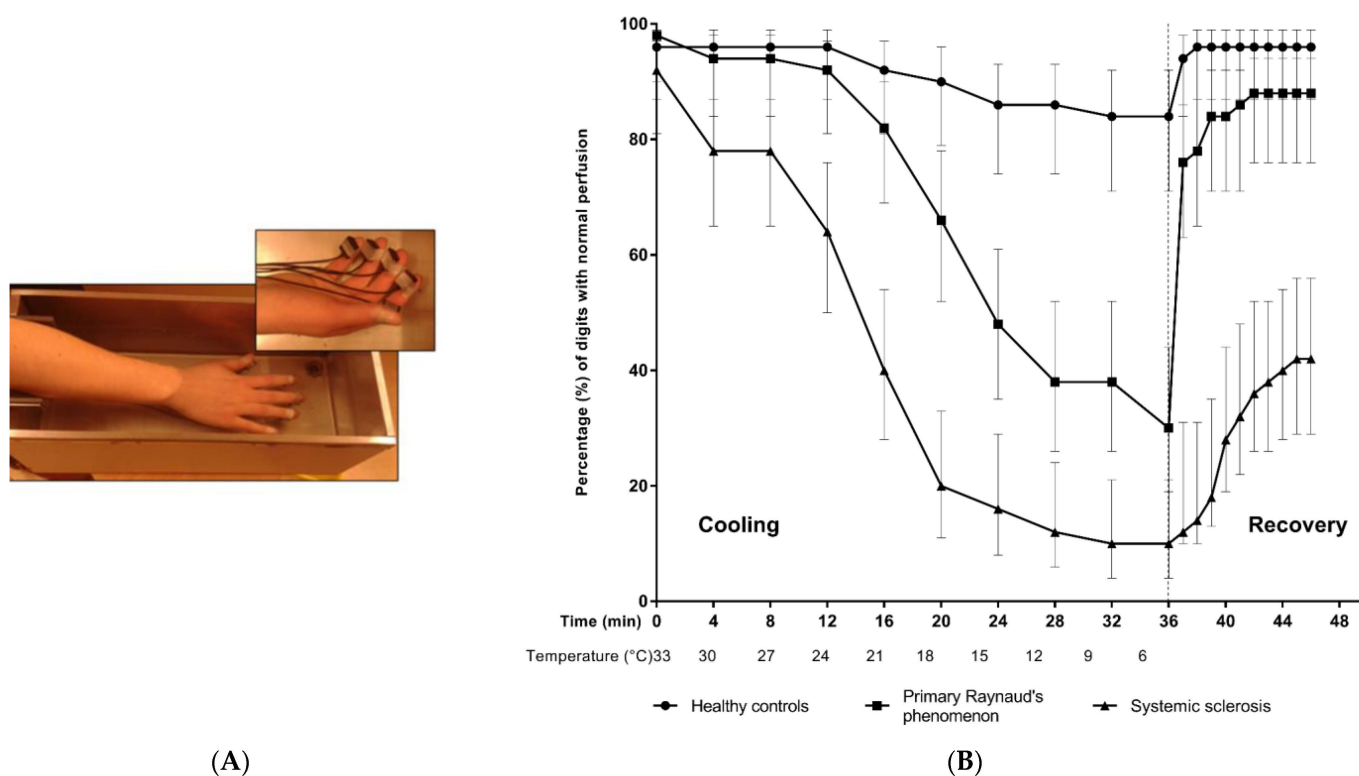 100
80
60
40
20
0
Percentage (%) of digits with normal perfusion
Cooling
Recovery
Time (min) 0 4 8 12 16 20 24 28 32 36 40 44 48
Temperature (°C)33 30 27 24 21 18 15 12 9 6
Healthy controls
Primary Raynaud's
phenomenon
Systemic sclerosis
(A)
(B)